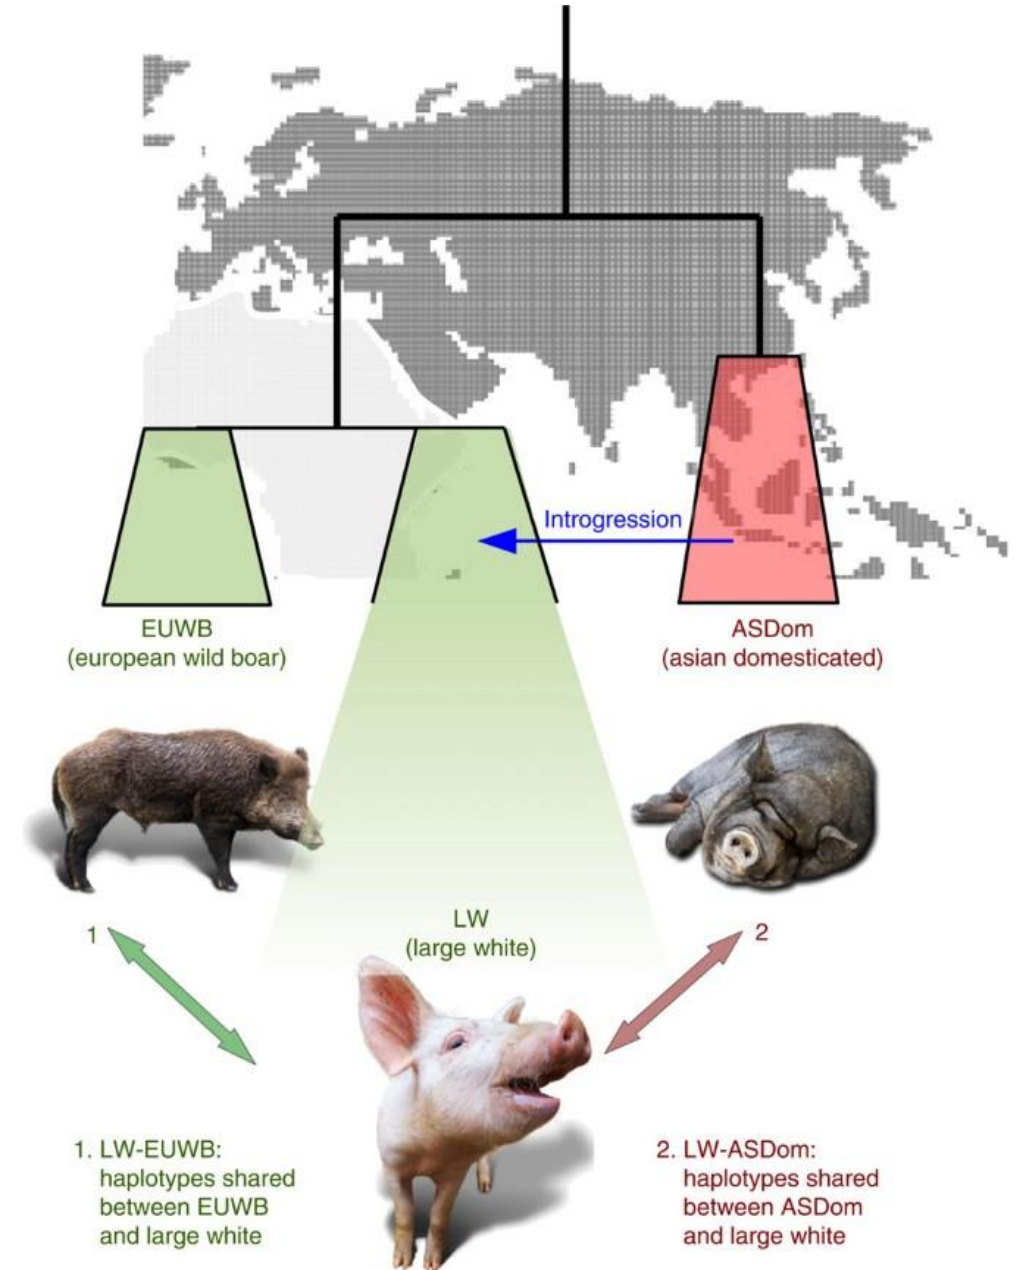 Introgression
EUWB
(european wild boar)
ASDom
(asian domesticated)
LW
(large white)
1
2
1. LW-EUWB:
haplotypes shared
between EUWB
and large white
2. LW-ASDom:
haplotypes shared
between ASDom
and large white